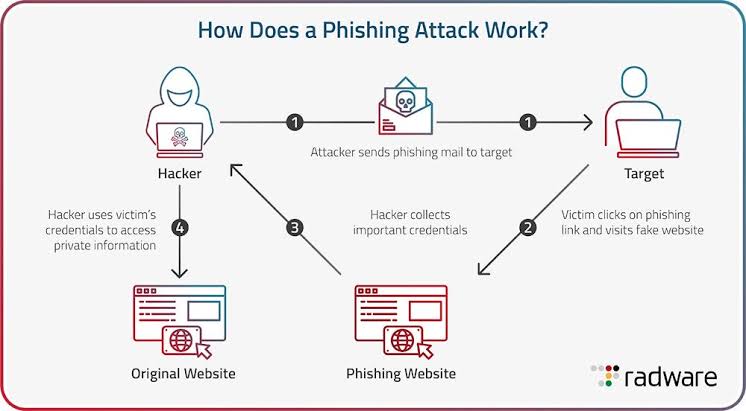 How Does a Phishing Attack Work?
1
1
Attacker sends phishing mail to target
Hacker
Target
Hacker uses victim's
credentials to access
private information
4
3
Hacker collects
important credentials
2
Victim clicks on phishing
link and visits fake website
Original Website
Phishing Website
radware